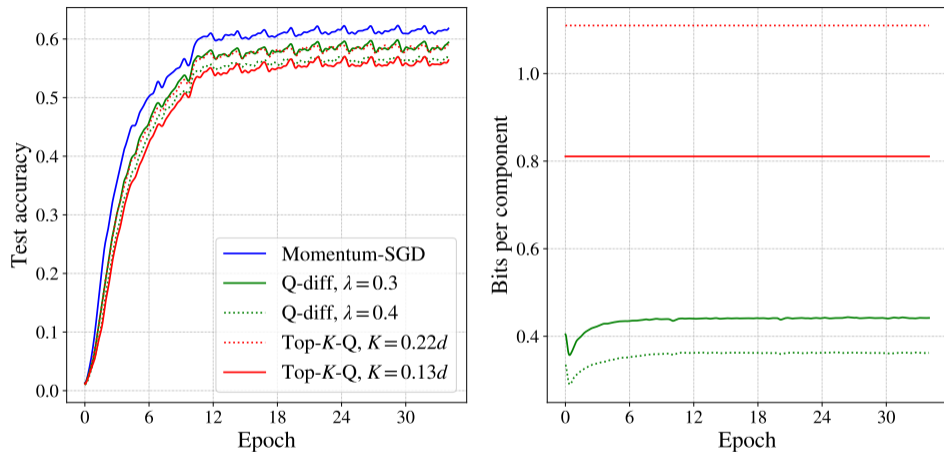 Test accuracy
0.6
0.5
0.4
0.3
0.2
0.1
0.0
0 6 12 18 24 30
Epoch
Momentum-SGD
Q-diff, λ = 0.3
Q-diff, λ = 0.4
Top-K-Q, K = 0.22d
Top-K-Q, K = 0.13d
Bits per component
1.0
0.8
0.6
0.4
0 6 12 18 24 30
Epoch